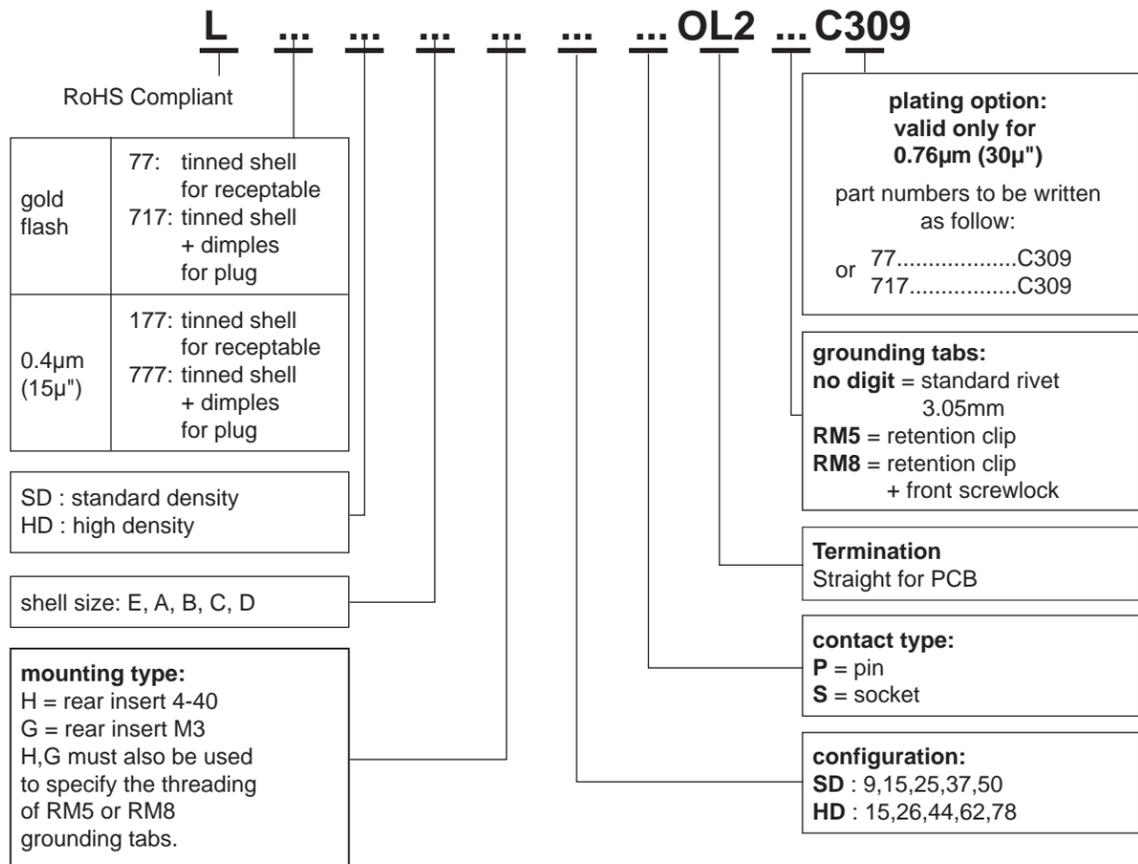 L ... ... ... ... ... ... OL2 ... C309
RoHS Compliant
gold
flash
77: tinned shell
for receptable
717: tinned shell
+ dimples
for plug
0.4µm
(15µ")
177: tinned shell
for receptable
777: tinned shell
+ dimples
for plug
SD : standard density
HD : high density
shell size: E, A, B, C, D
mounting type:
H = rear insert 4-40
G = rear insert M3
H,G must also be used
to specify the threading
of RM5 or RM8
grounding tabs.
plating option:
valid only for
0.76µm (30µ")
part numbers to be written
as follow:
77...................C309
or
717.................C309
grounding tabs:
no digit = standard rivet
3.05mm
RM5 = retention clip
RM8 = retention clip
+ front screwlock
Termination
Straight for PCB
contact type:
P = pin
S = socket
configuration:
SD : 9,15,25,37,50
HD : 15,26,44,62,78